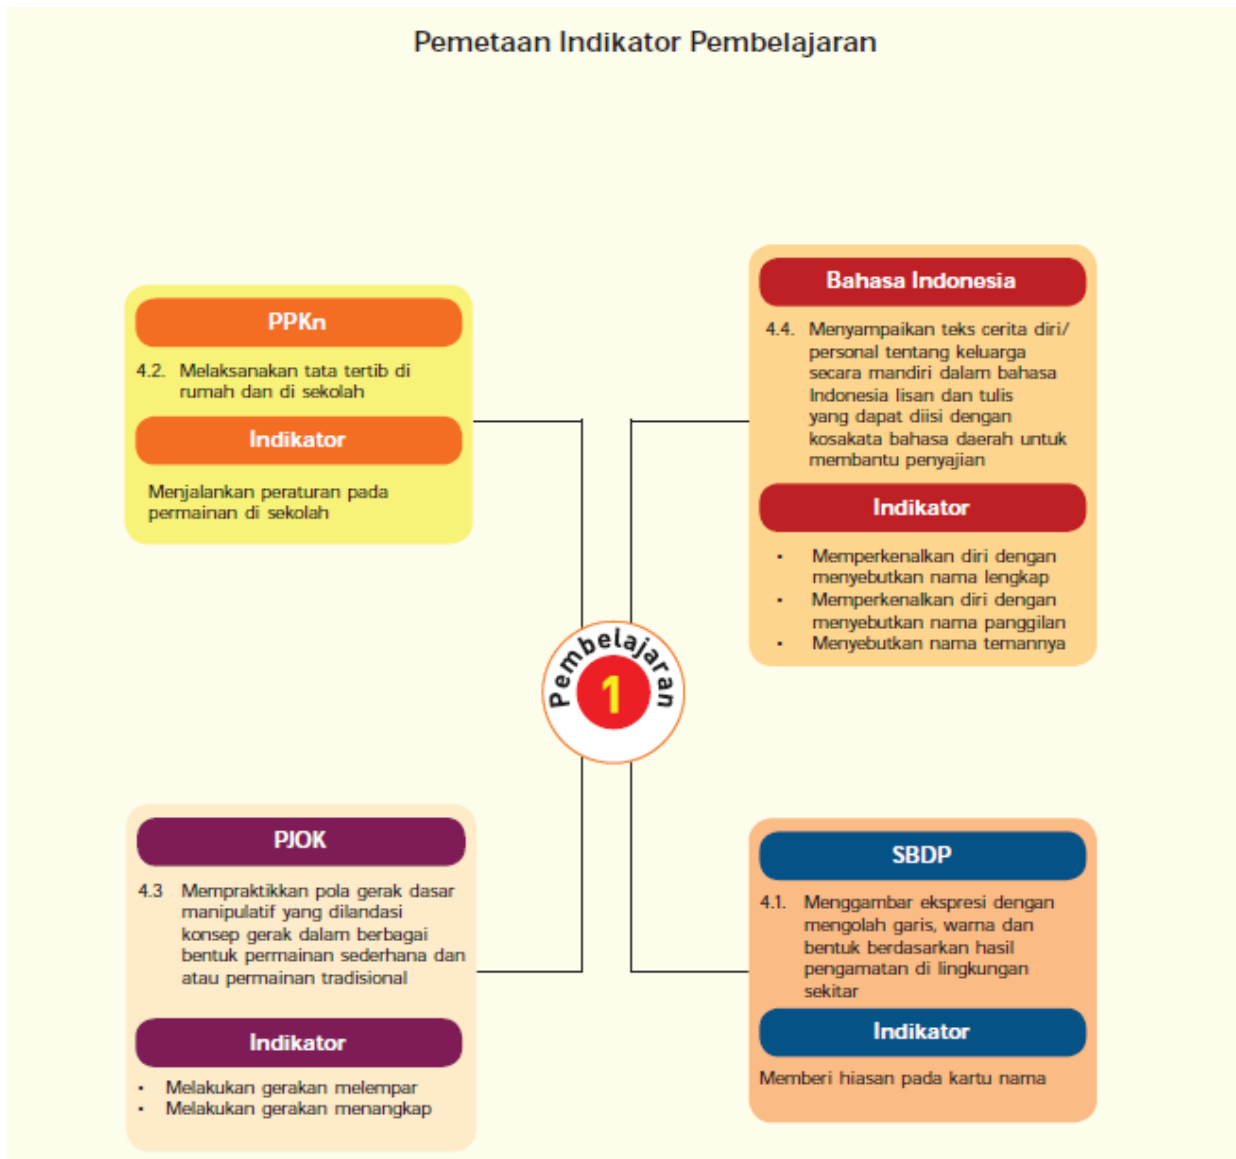 Pemetaan Indikator Pembelajaran
PPKn
4.2. Melaksanakan tata tertib di
rumah dan di sekolah
Indikator
Menjalankan peraturan pada
permainan di sekolah
Bahasa Indonesia
4.4. Menyampaikan teks cerita diri/
personal tentang keluarga
secara mandiri dalam bahasa
Indonesia lisan dan tulis
yang dapat diisi dengan
kosakata bahasa daerah untuk
membantu penyajian
Indikator
• Memperkenalkan diri dengan
menyebutkan nama lengkap
• Memperkenalkan diri dengan
menyebutkan nama panggilan
• Menyebutkan nama temannya
Pembelajaran
1
PJOK
4.3 Mempraktikkan pola gerak dasar
manipulatif yang dilandasi
konsep gerak dalam berbagai
bentuk permainan sederhana dan
atau permainan tradisional
Indikator
• Melakukan gerakan melempar
• Melakukan gerakan menangkap
SBDP
4.1. Menggambar ekspresi dengan
mengolah garis, warna dan
bentuk berdasarkan hasil
pengamatan di lingkungan
sekitar
Indikator
Memberi hiasan pada kartu nama